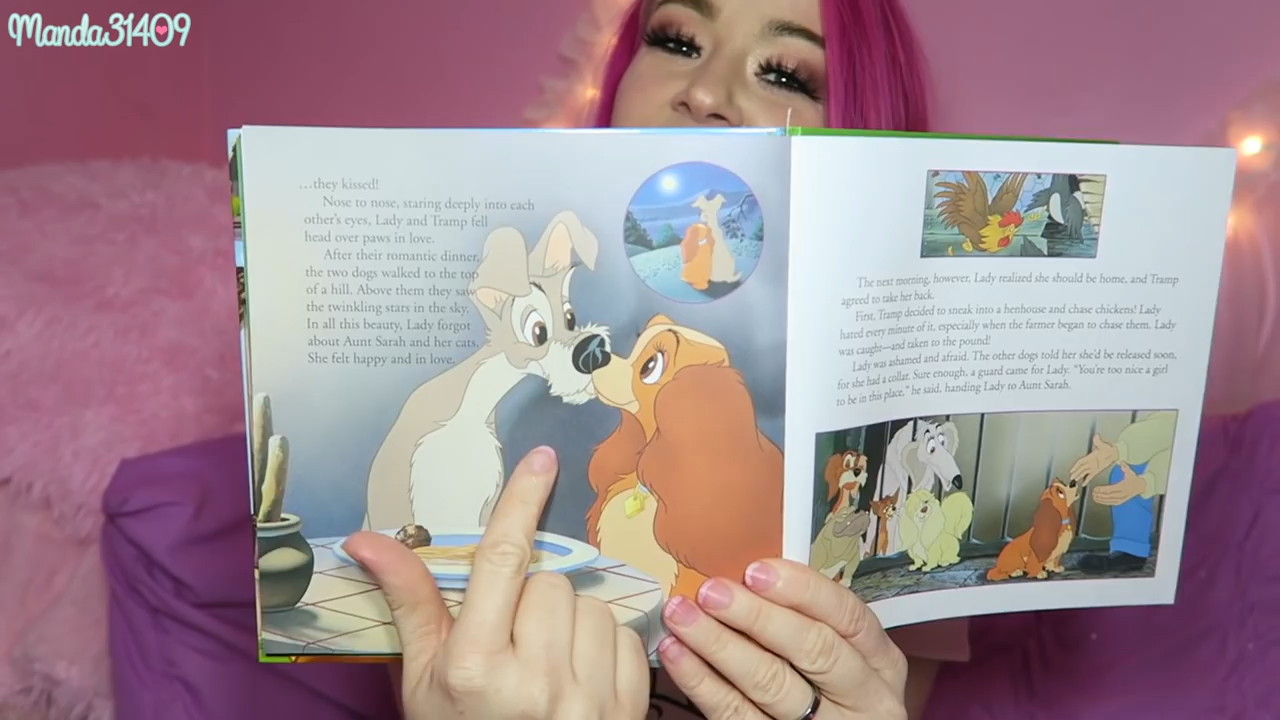 Manda31409
…they kissed!
Nose to nose, staring deeply into each
other's eyes, Lady and Tramp fell
head over paws in love.
After their romantic dinner,
the two dogs walked to the top
of a hill. Above them they saw
the twinkling stars in the sky.
In all this beauty, Lady forgot
about Aunt Sarah and her cats.
She felt happy and in love.
The next morning, however, Lady realized she should be home, and Tramp
agreed to take her back.
First, Tramp decided to sneak into a henhouse and chase chickens! Lady
hated every minute of it, especially when the farmer began to chase them. Lady
was caught—and taken to the pound!
Lady was ashamed and afraid. The other dogs told her she'd be released soon,
for she had a collar. Sure enough, a guard came for Lady. "You're too nice a girl
to be in this place," he said, handing Lady to Aunt Sarah.